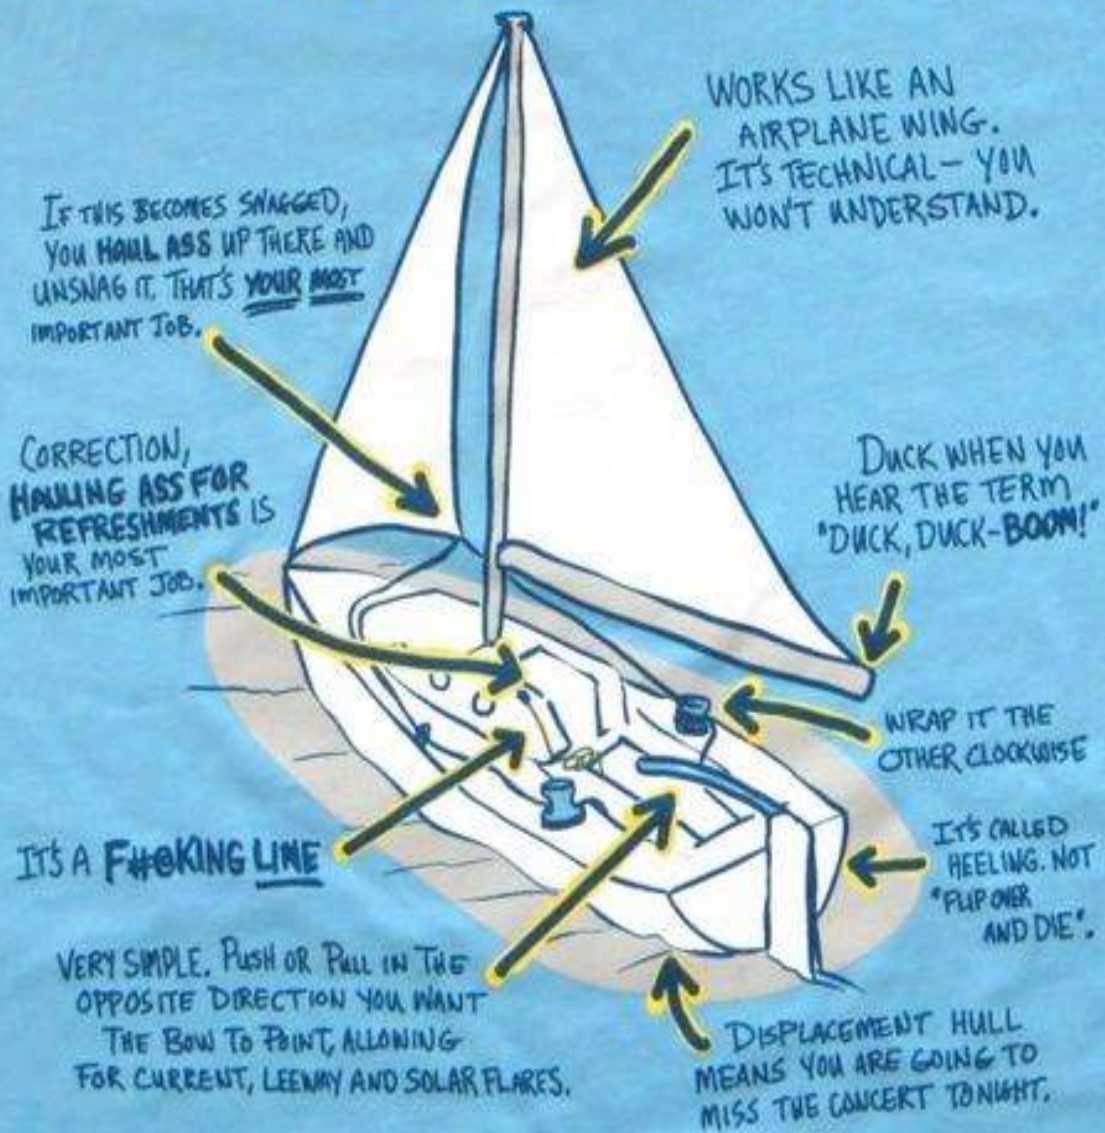 WORKS LIKE AN
AIRPLANE WING.
IT'S TECHNICAL - YOU
WON'T UNDERSTAND.
IF THIS BECOMES SNAGGED,
YOU HAUL ASS UP THERE AND
UNSNAG IT. THAT'S YOUR MOST
IMPORTANT JOB.
CORRECTION,
HAULING ASS FOR
REFRESHMENTS IS
YOUR MOST
IMPORTANT JOB.
DUCK WHEN YOU
HEAR THE TERM
"DUCK, DUCK-BOOM!"
WRAP IT THE
OTHER CLOCKWISE
IT'S A F#@KING LINE
IT'S CALLED
HEELING. NOT
"FLIP OVER
AND DIE".
VERY SIMPLE. PUSH OR PULL IN THE
OPPOSITE DIRECTION YOU WANT
THE BOW TO POINT, ALLOWING
FOR CURRENT, LEEWAY AND SOLAR FLARES.
DISPLACEMENT HULL
MEANS YOU ARE GOING TO
MISS THE CONCERT TONIGHT.